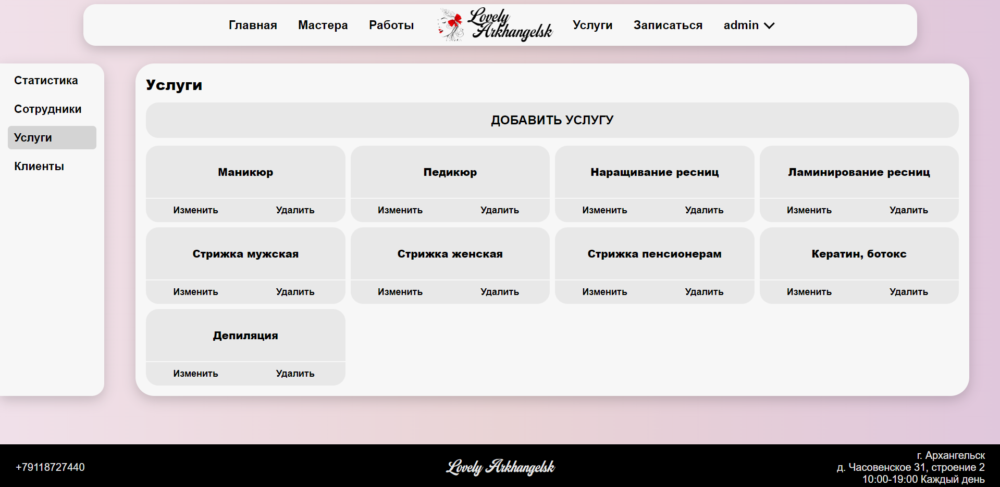 Главная Мастера Работы Lovely Arkhangelsk Услуги Записаться admin
Статистика
Сотрудники
Услуги
Клиенты
Услуги
ДОБАВИТЬ УСЛУГУ
Маникюр Педикюр Наращивание ресниц Ламинирование ресниц
Изменить Удалить Изменить Удалить Изменить Удалить Изменить Удалить
Стрижка мужская Стрижка женская Стрижка пенсионерам Кератин, ботокс
Изменить Удалить Изменить Удалить Изменить Удалить Изменить Удалить
Депиляция
Изменить Удалить
+79118727440
Lovely Arkhangelsk
г. Архангельск
д. Часовенское 31, строение 2
10:00-19:00 Каждый день